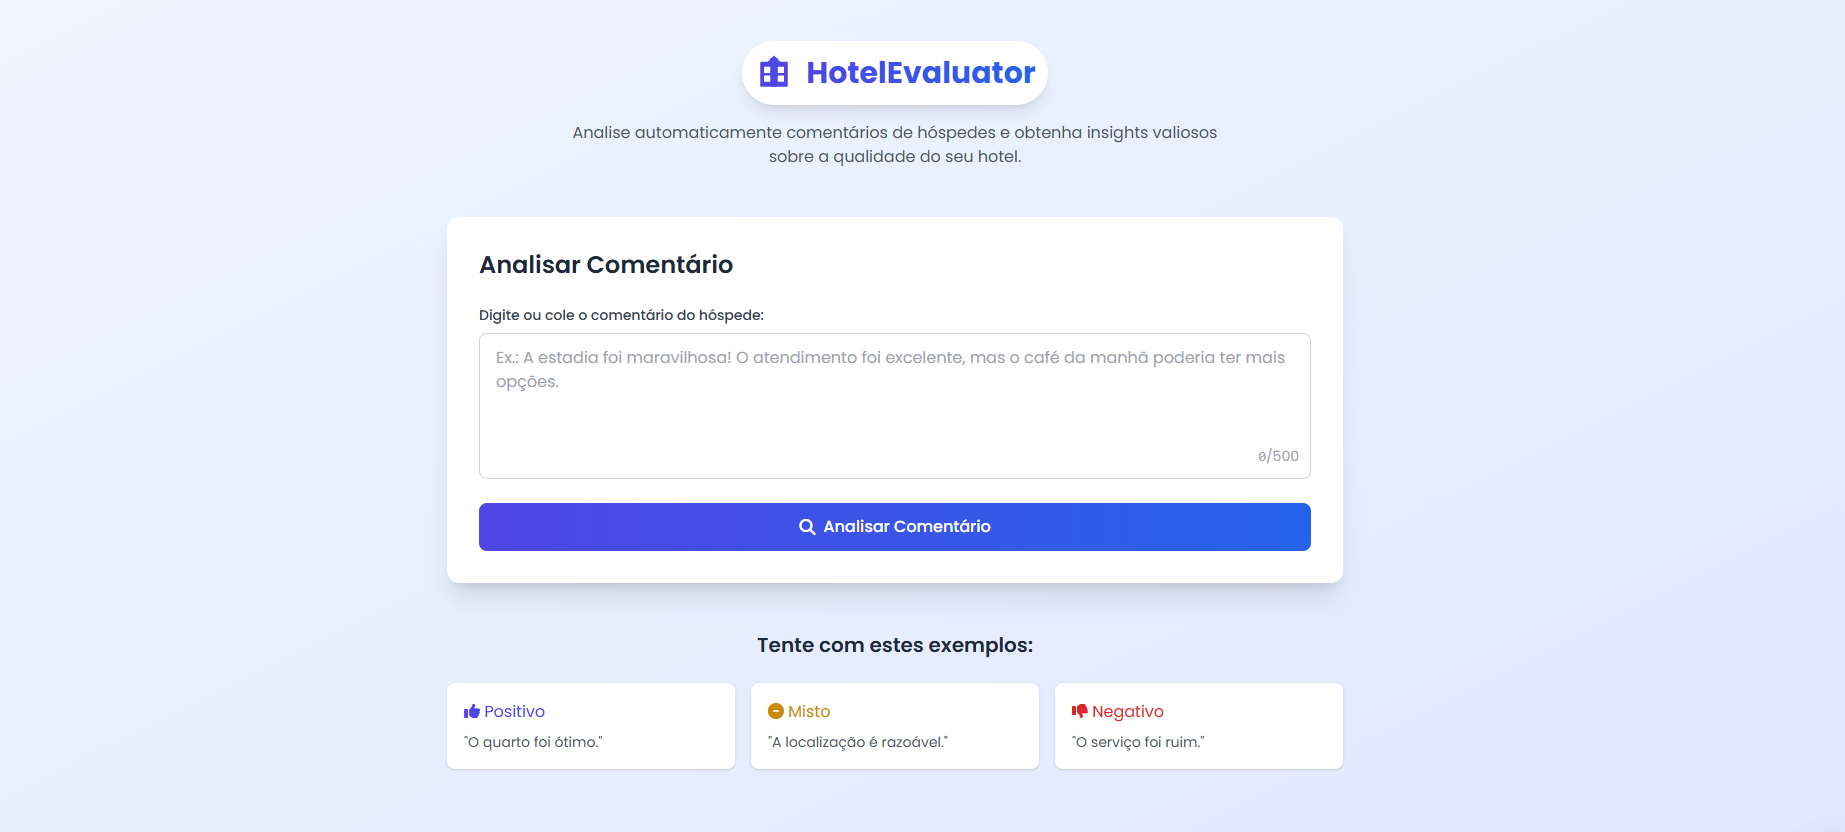 HotelEvaluator
Analise automaticamente comentários de hóspedes e obtenha insights valiosos
sobre a qualidade do seu hotel.
Analisar Comentário
Digite ou cole o comentário do hóspede:
Ex.: A estadia foi maravilhosa! O atendimento foi excelente, mas o café da manhã poderia ter mais
opções.
0/500
Analisar Comentário
Tente com estes exemplos:
Positivo
"O quarto foi ótimo."
Misto
"A localização é razoável."
Negativo
"O serviço foi ruim."